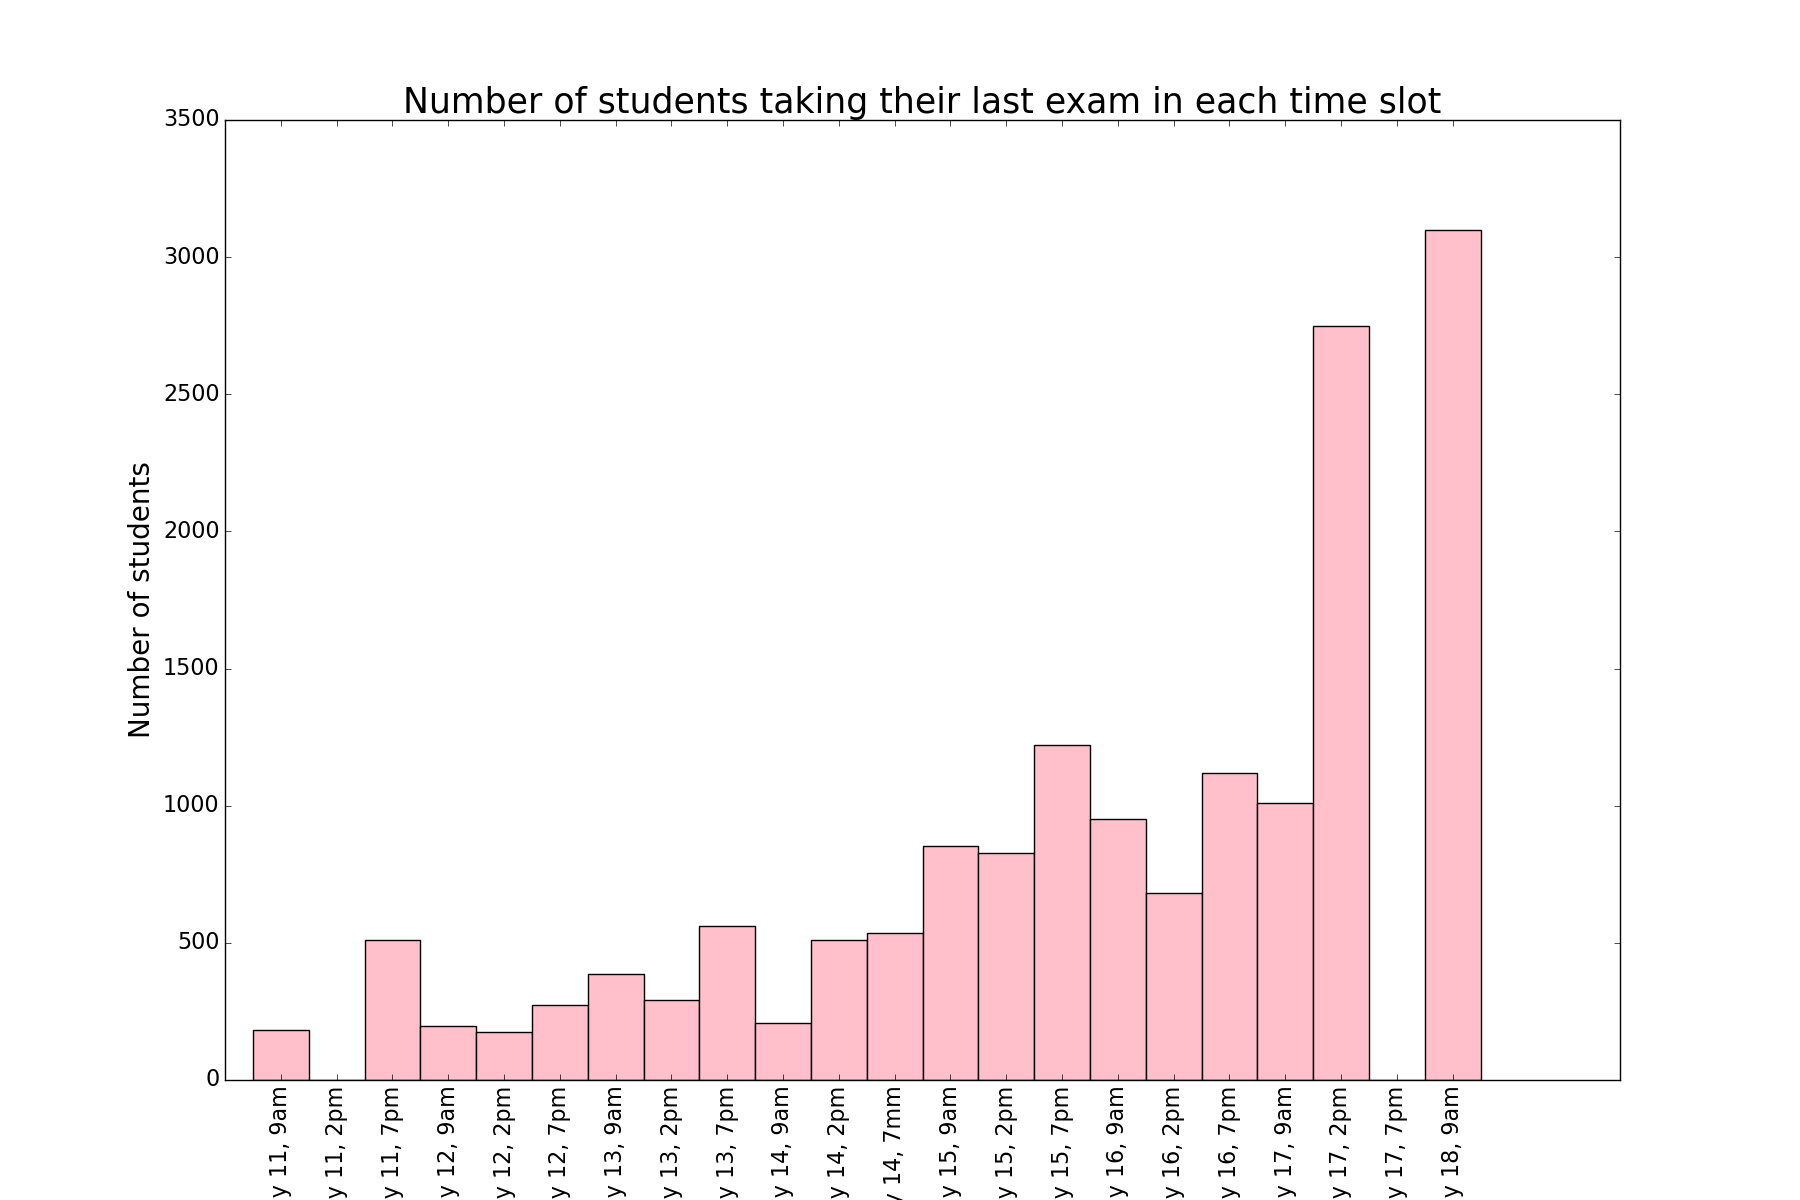 Number of students taking their last exam in each time slot
Number of students
3500
3000
2500
2000
1500
1000
500
0
y 11, 9am
y 11, 2pm
y 11, 7pm
y 12, 9am
y 12, 2pm
y 12, 7pm
y 13, 9am
y 13, 2pm
y 13, 7pm
y 14, 9am
y 14, 2pm
y 14, 7mm
y 15, 9am
y 15, 2pm
y 15, 7pm
y 16, 9am
y 16, 2pm
y 16, 7pm
y 17, 9am
y 17, 2pm
y 17, 7pm
y 18, 9am